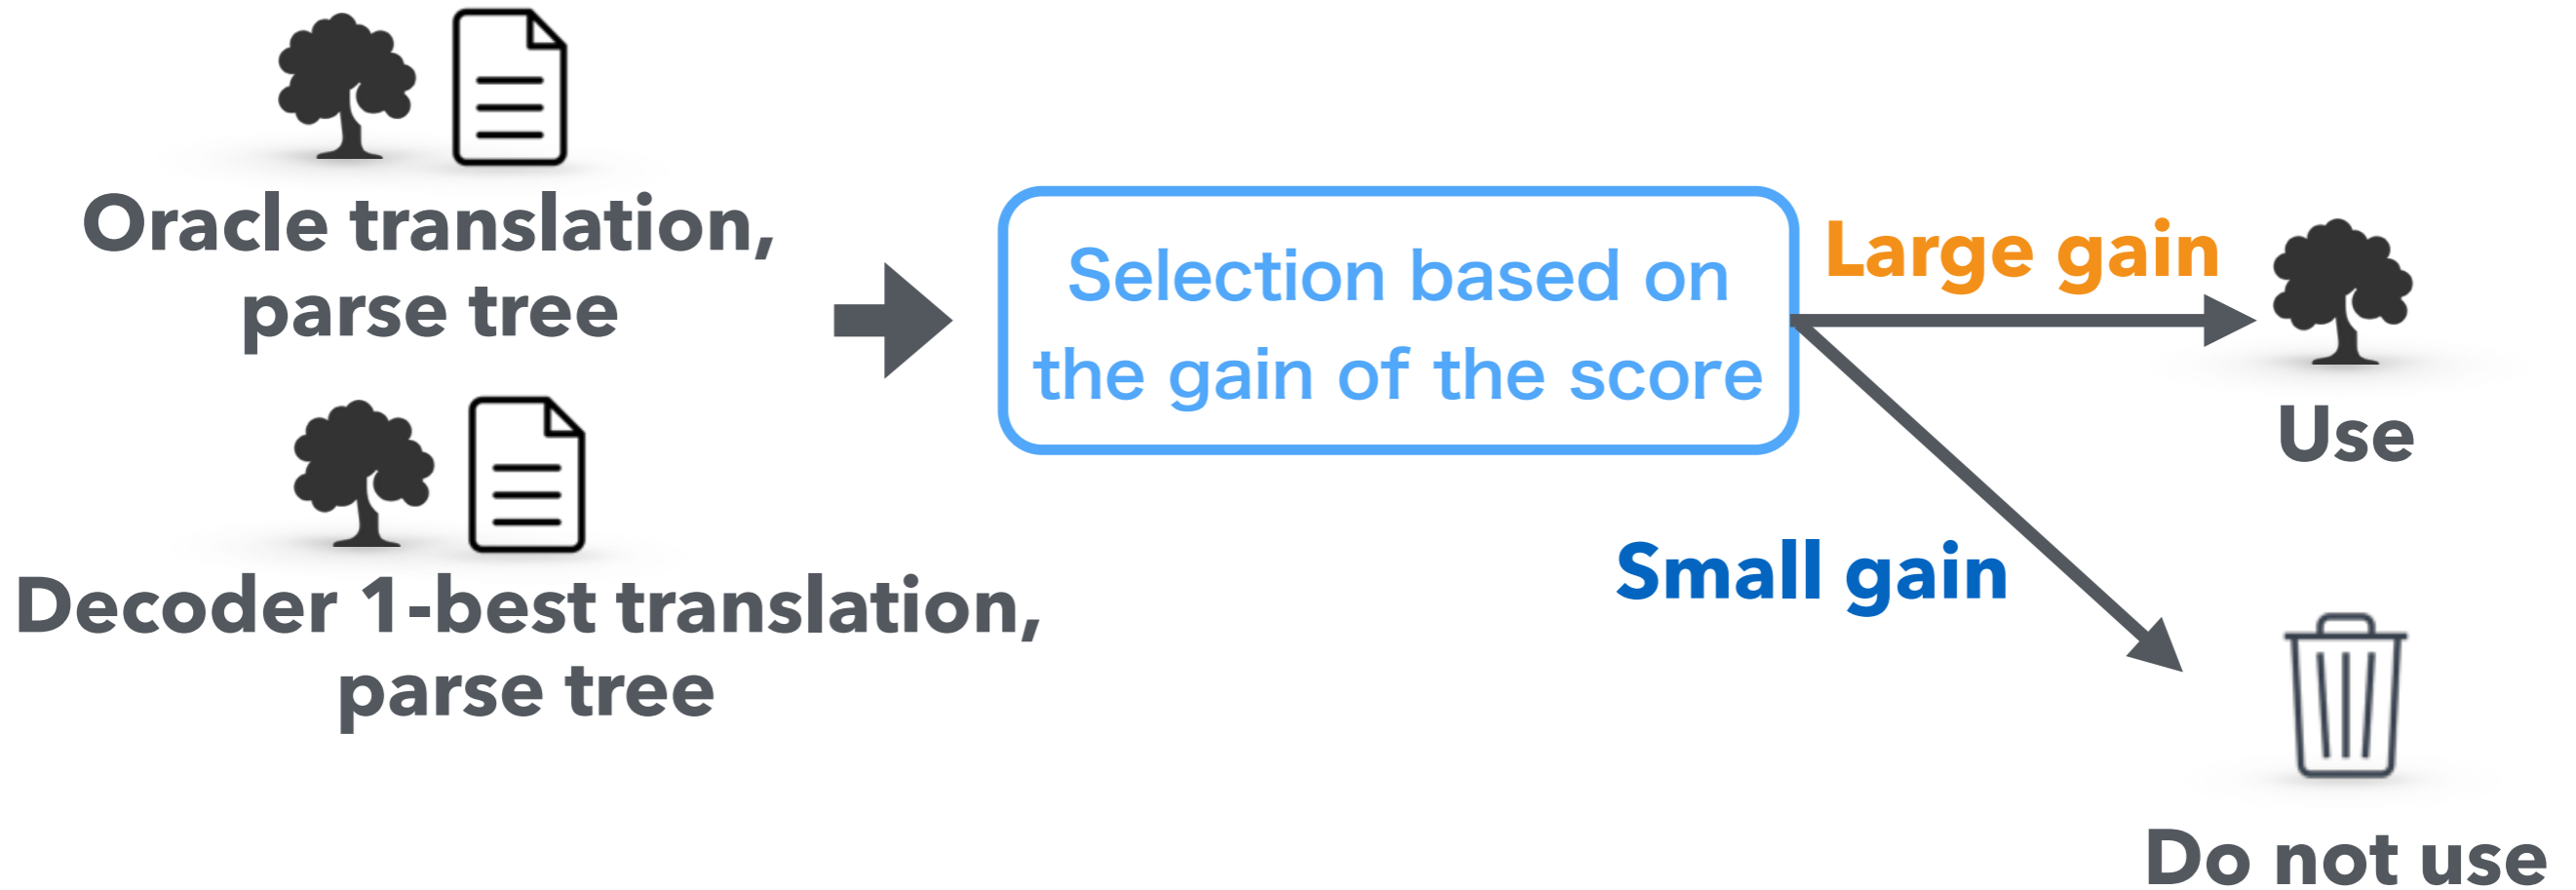 Oracle translation,
parse tree
Decoder 1-best translation,
parse tree
Selection based on
the gain of the score
Large gain
Use
Small gain
Do not use